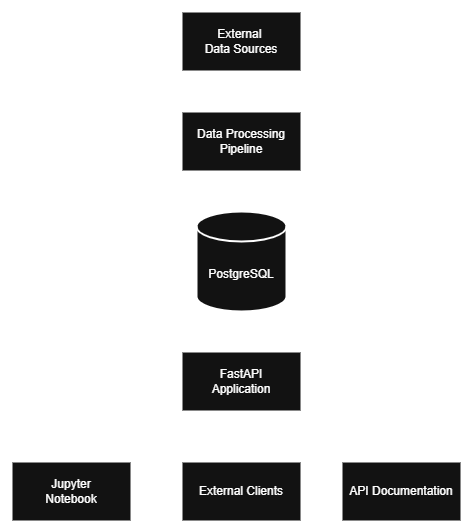 External
Data Sources
Data Processing
Pipeline
PostgreSQL
FastAPI
Application
Jupyter
Notebook
External Clients
API Documentation